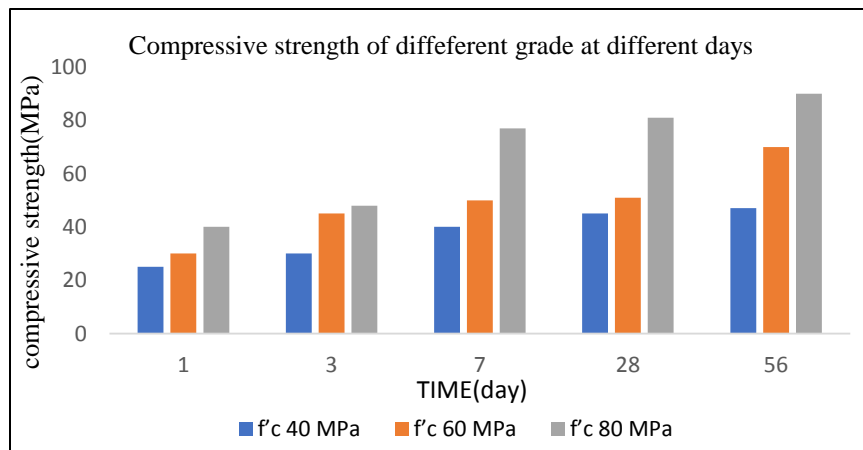 Compressive strength of diffeferent grade at different days
compressive strength(MPa)
100
80
60
40
20
0
1 3 7 28 56
TIME(day)
f'c 40 MPa f'c 60 MPa f'c 80 MPa